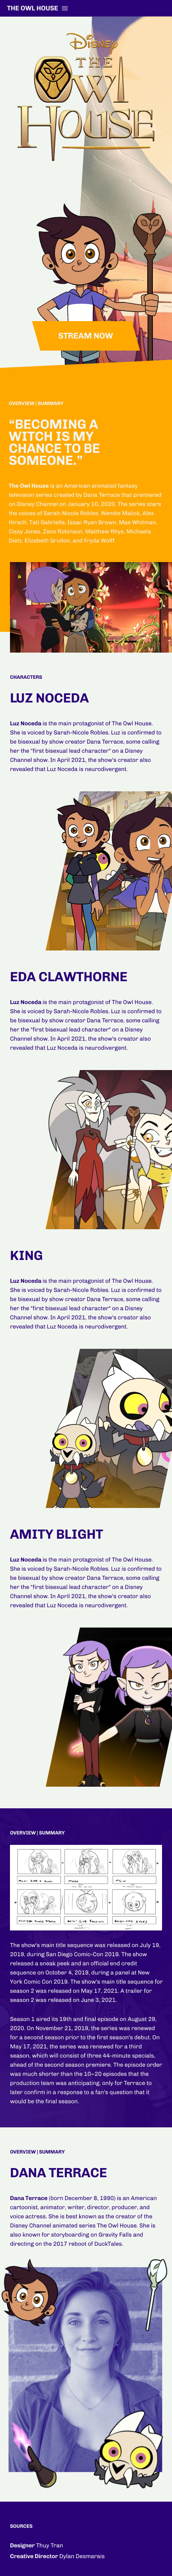 THE OWL HOUSE
Disney
THE
OWL
HOUSE
STREAM NOW
OVERVIEW | SUMMARY
“BECOMING A
WITCH IS MY
CHANCE TO BE
SOMEONE.”
The Owl House is an American animated fantasy
television series created by Dana Terrace that premiered
on Disney Channel on January 10, 2020. The series stars
the voices of Sarah-Nicole Robles, Wendie Malick, Alex
Hirsch, Tati Gabrielle, Issac Ryan Brown, Mae Whitman,
Cissy Jones, Zeno Robinson, Matthew Rhys, Michaela
Dietz, Elizabeth Grullon, and Fryda Wolff.
CHARACTERS
LUZ NOCEDA
Luz Noceda is the main protagonist of The Owl House.
She is voiced by Sarah-Nicole Robles. Luz is confirmed to
be bisexual by show creator Dana Terrace, some calling
her the "first bisexual lead character" on a Disney
Channel show. In April 2021, the show's creator also
revealed that Luz Noceda is neurodivergent.
EDA CLAWTHORNE
Luz Noceda is the main protagonist of The Owl House.
She is voiced by Sarah-Nicole Robles. Luz is confirmed to
be bisexual by show creator Dana Terrace, some calling
her the "first bisexual lead character" on a Disney
Channel show. In April 2021, the show's creator also
revealed that Luz Noceda is neurodivergent.
KING
Luz Noceda is the main protagonist of The Owl House.
She is voiced by Sarah-Nicole Robles. Luz is confirmed to
be bisexual by show creator Dana Terrace, some calling
her the "first bisexual lead character" on a Disney
Channel show. In April 2021, the show's creator also
revealed that Luz Noceda is neurodivergent.
AMITY BLIGHT
Luz Noceda is the main protagonist of The Owl House.
She is voiced by Sarah-Nicole Robles. Luz is confirmed to
be bisexual by show creator Dana Terrace, some calling
her the "first bisexual lead character" on a Disney
Channel show. In April 2021, the show's creator also
revealed that Luz Noceda is neurodivergent.
OVERVIEW | SUMMARY
The show's main title sequence was released on July 19,
2019, during San Diego Comic-Con 2019. The show
released a sneak peek and an official end credit
sequence on October 4, 2019, during a panel at New
York Comic Con 2019. The show's main title sequence for
season 2 was released on May 17, 2021. A trailer for
season 2 was released on June 3, 2021.
Season 1 aired its 19th and final episode on August 29,
2020. On November 21, 2019, the series was renewed
for a second season prior to the first season's debut. On
May 17, 2021, the series was renewed for a third
season, which will consist of three 44-minute specials,
ahead of the second season premiere. The episode order
was much shorter than the 10–20 episodes that the
production team was anticipating, only for Terrace to
later confirm in a response to a fan's question that it
would be the final season.
OVERVIEW | SUMMARY
DANA TERRACE
Dana Terrace (born December 8, 1990) is an American
cartoonist, animator, writer, director, producer, and
voice actress. She is best known as the creator of the
Disney Channel animated series The Owl House. She is
also known for storyboarding on Gravity Falls and
directing on the 2017 reboot of DuckTales.
SOURCES
Designer Thuy Tran
Creative Director Dylan Desmarais